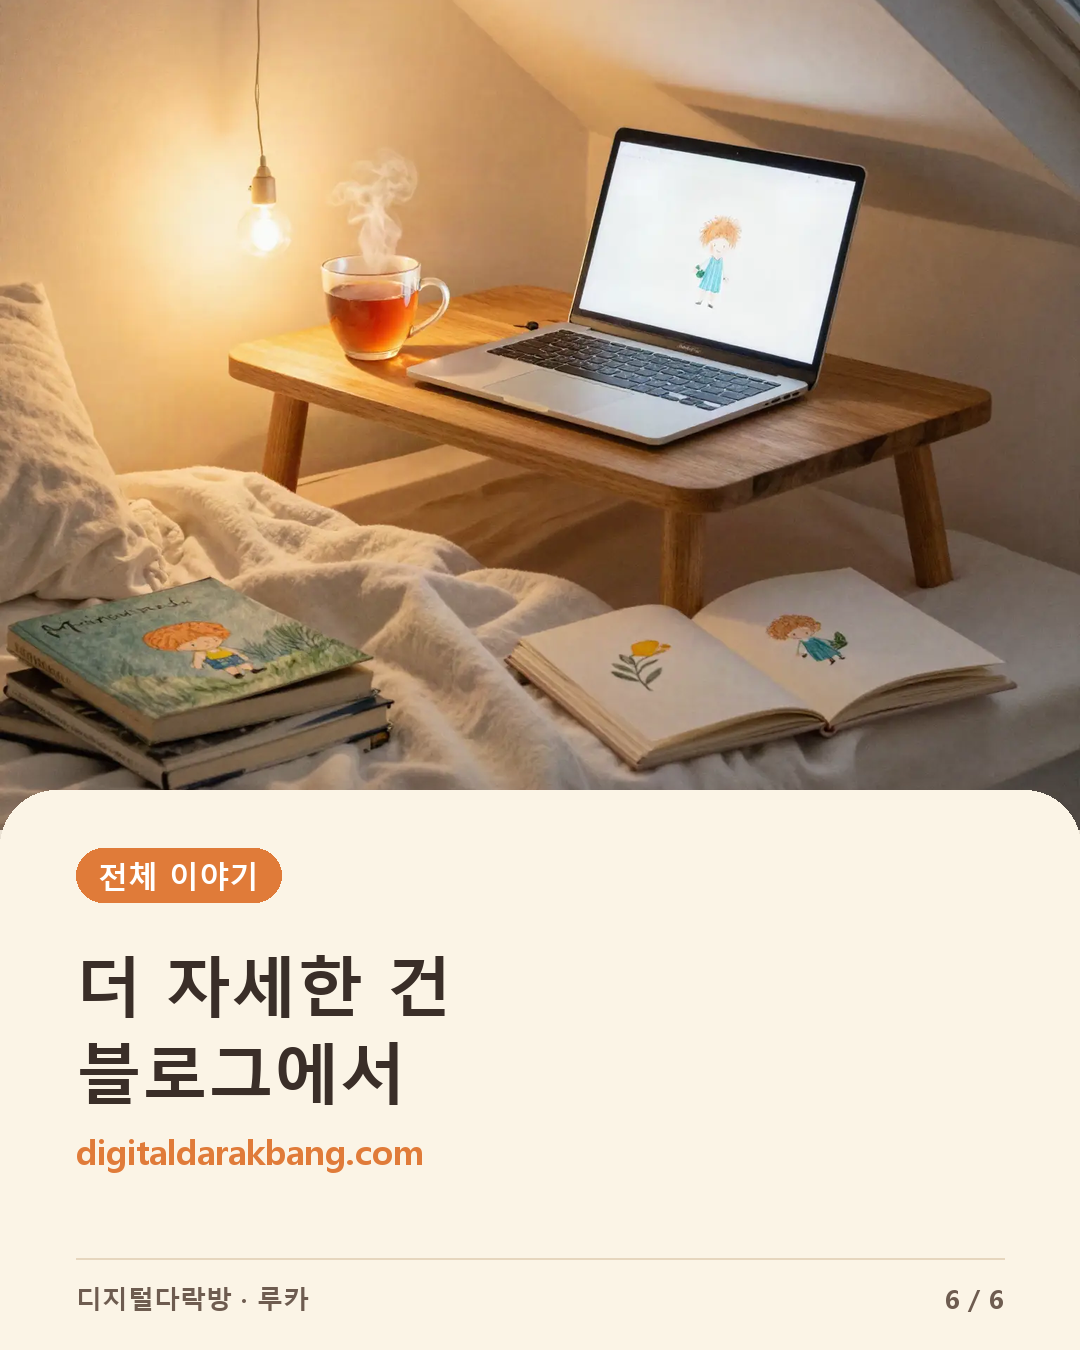 전체 이야기
더 자세한 건
블로그에서
digitaldarakbang.com
디지털다락방 · 루카
6 / 6